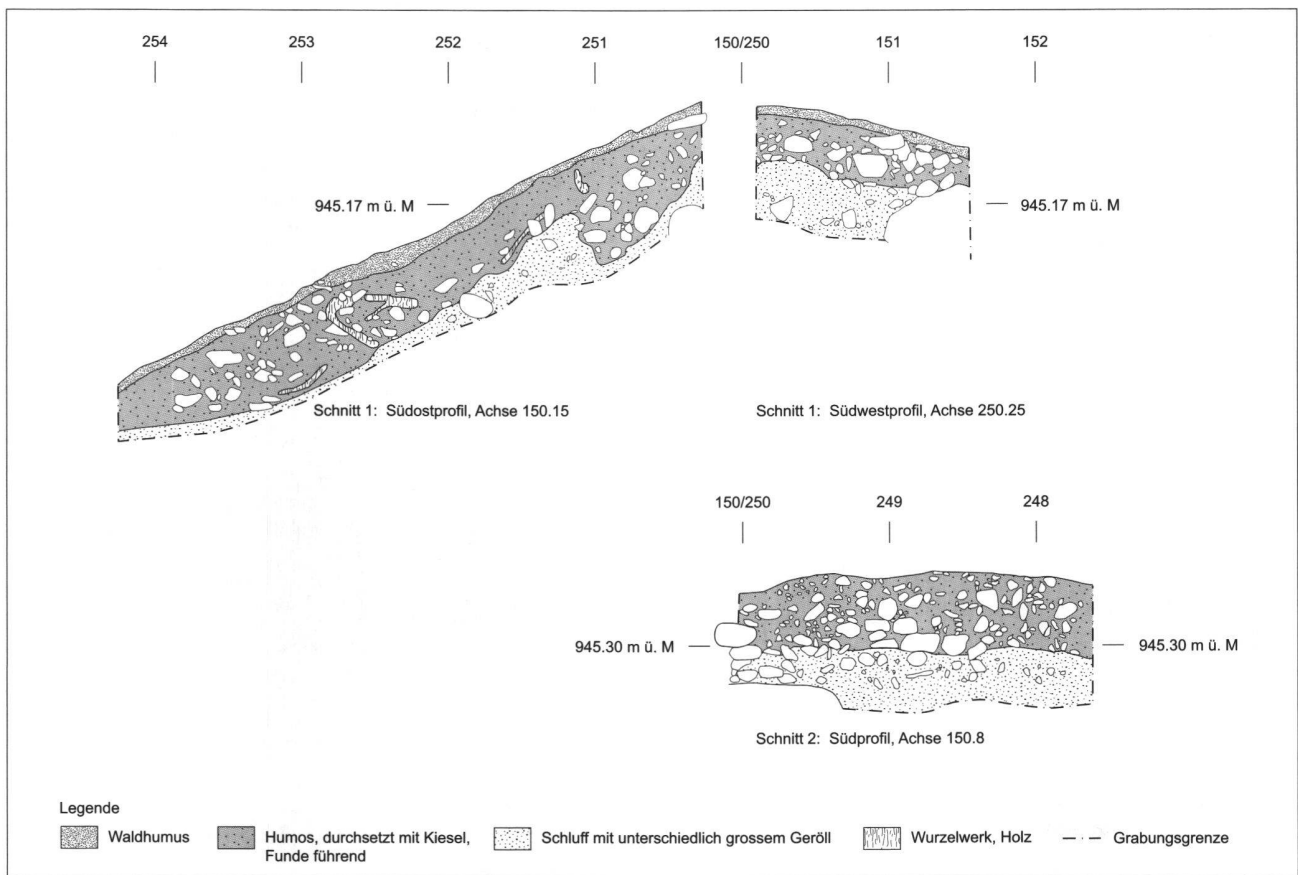 254 253 252 251 150/250 151 152
945.17 m ü. M
945.17 m ü. M
Schnitt 1: Südostprofil, Achse 150.15
Schnitt 1: Südwestprofil, Achse 250.25
150/250 249 248
945.30 m ü. M
945.30 m ü. M
Schnitt 2: Südprofil, Achse 150.8
Legende
Waldhumus
Humos, durchsetzt mit Kiesel,
Funde führend
Schluff mit unterschiedlich grossem Geröll
Wurzelwerk, Holz
Grabungsgrenze